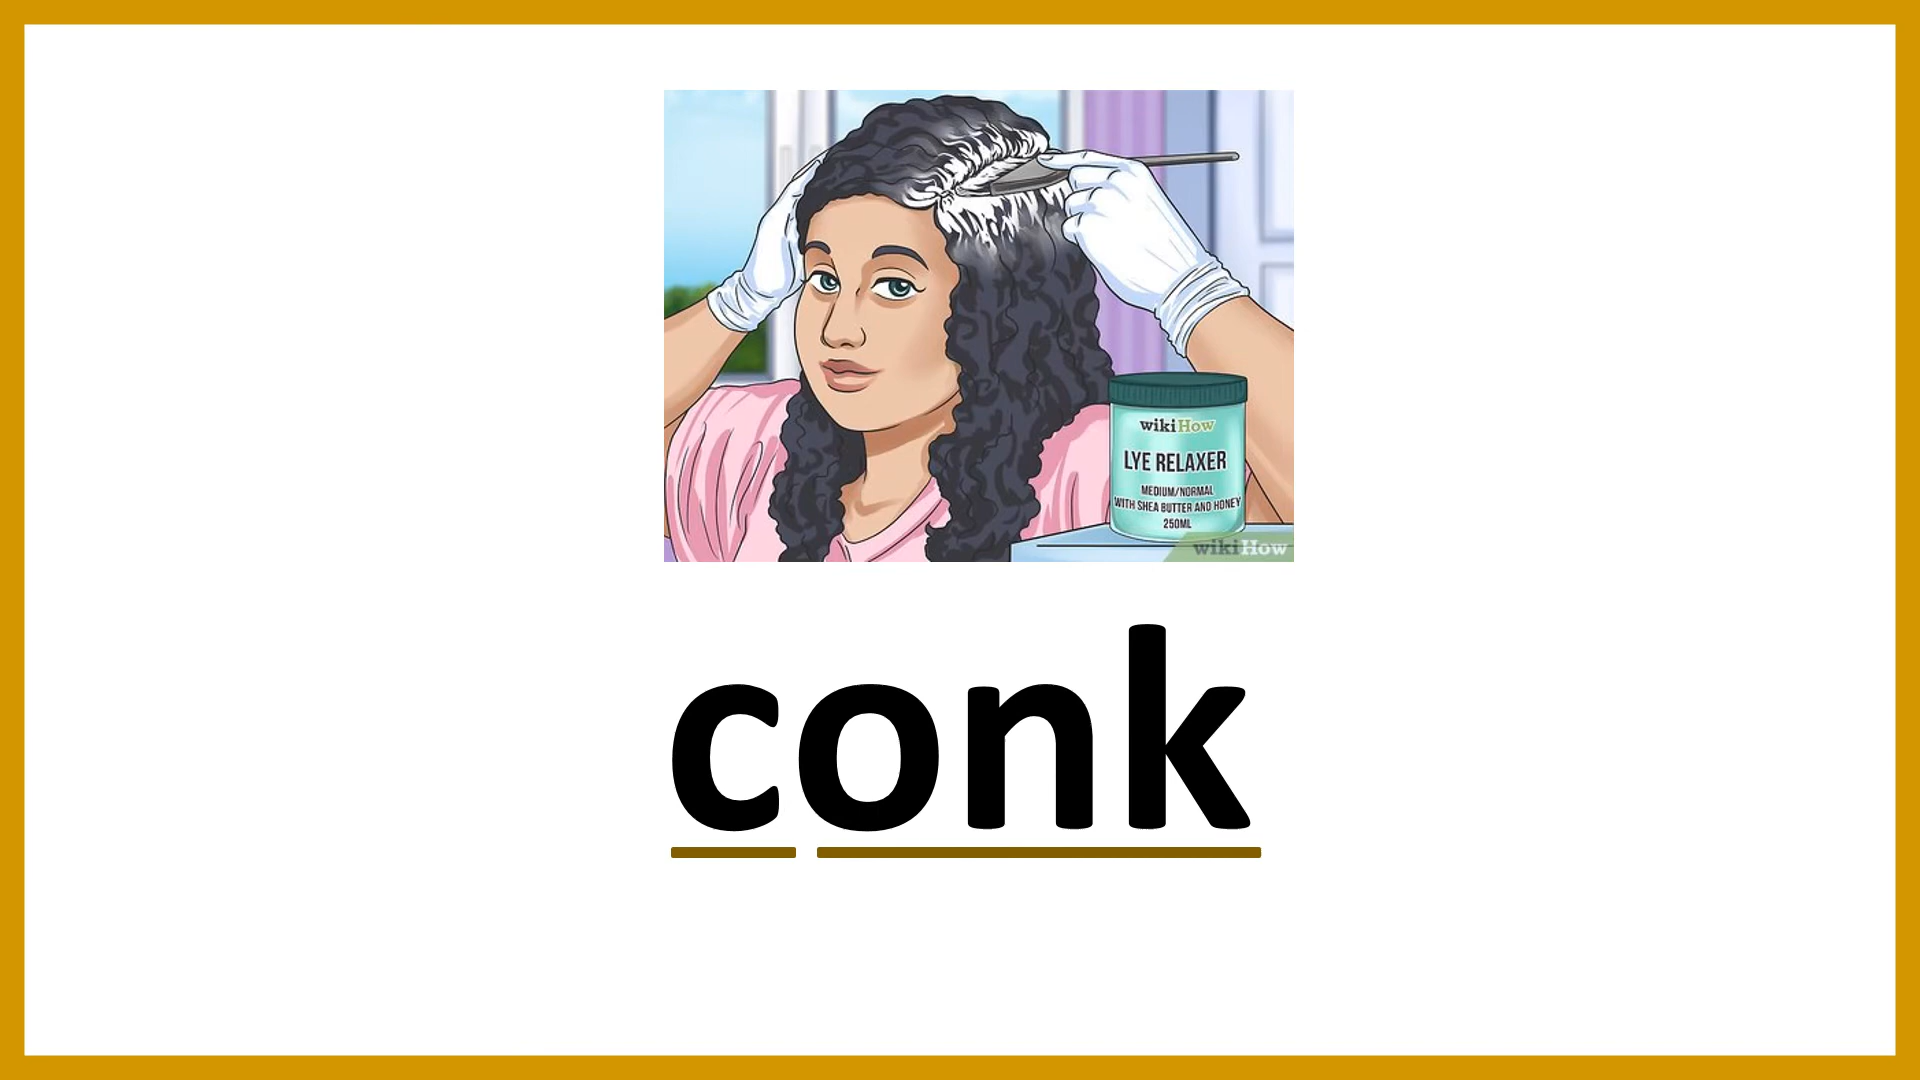 wikiHow
LYE RELAXER
MEDIUM/NORMAL
WITH SHEA BUTTER AND HONEY
250ML
wikiHow
conk